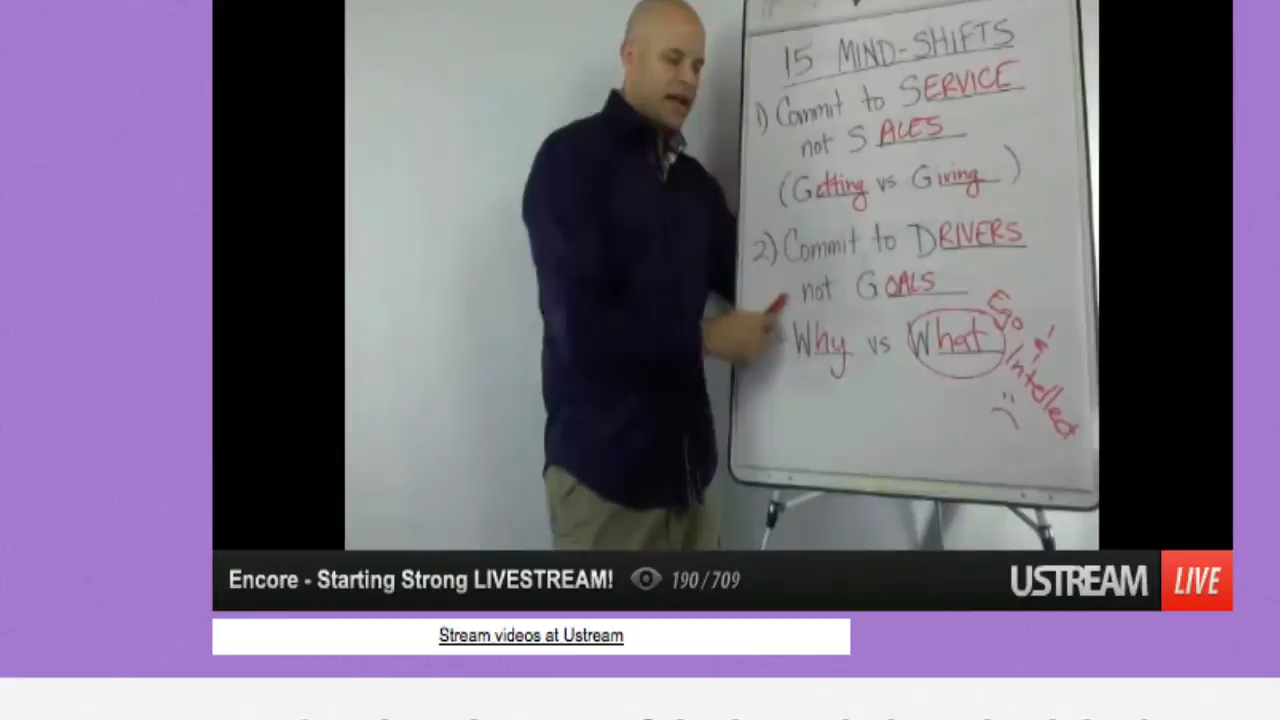 15 MIND-SHIFTS
1) Commit to SERVICE
not SALES
(Getting vs Giving)
2) Commit to DRIVERS
not GOALS
Why vs What
Ego
&
Intellect
Encore - Starting Strong LIVESTREAM! 190/709 USTREAM LIVE
Stream videos at Ustream